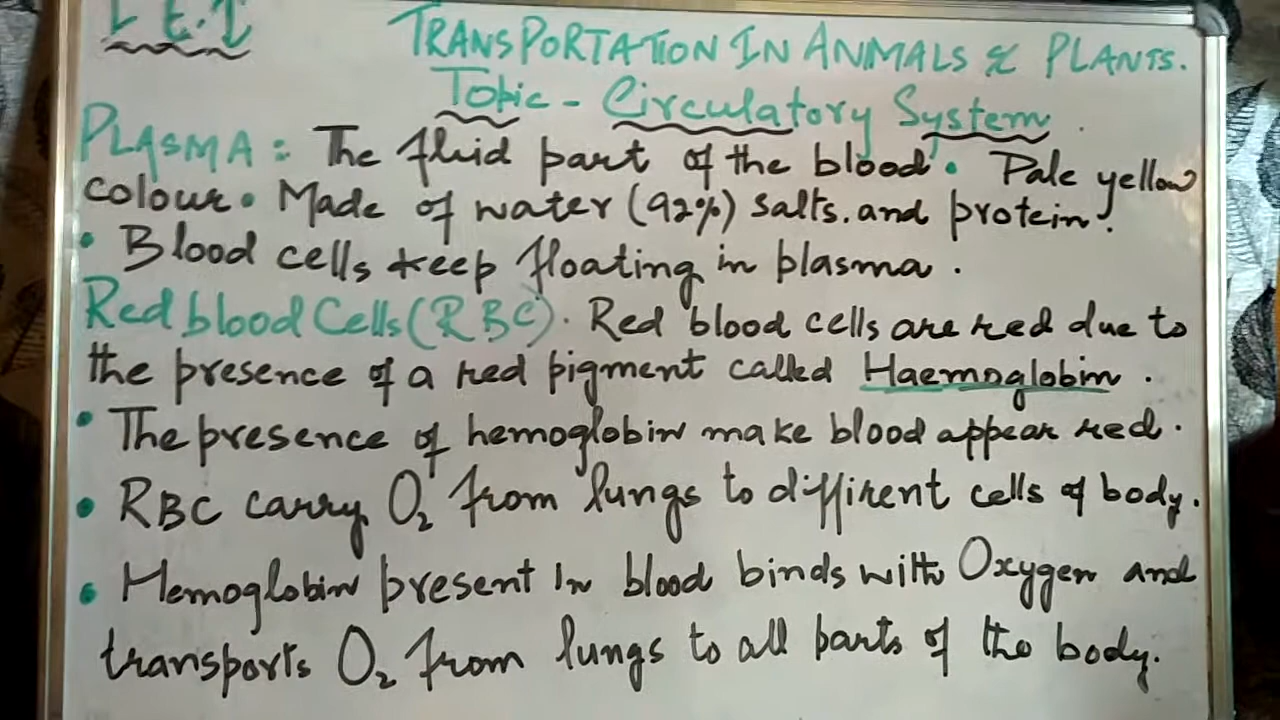 TRANSPORTATION IN ANIMALS & PLANTS.
Topic - Circulatory System.
PLASMA: The fluid part of the blood. Pale yellow
colour. Made of water (92%) salts. and protein.
• Blood cells keep floating in plasma.
Red blood Cells (RBC). Red blood cells are red due to
the presence of a red pigment called Haemoglobin.
• The presence of hemoglobin make blood appear red.
• RBC carry O₂ from lungs to diffirent cells of body.
• Hemoglobin present in blood binds with Oxygen and
transports O₂ from lungs to all parts of the body.